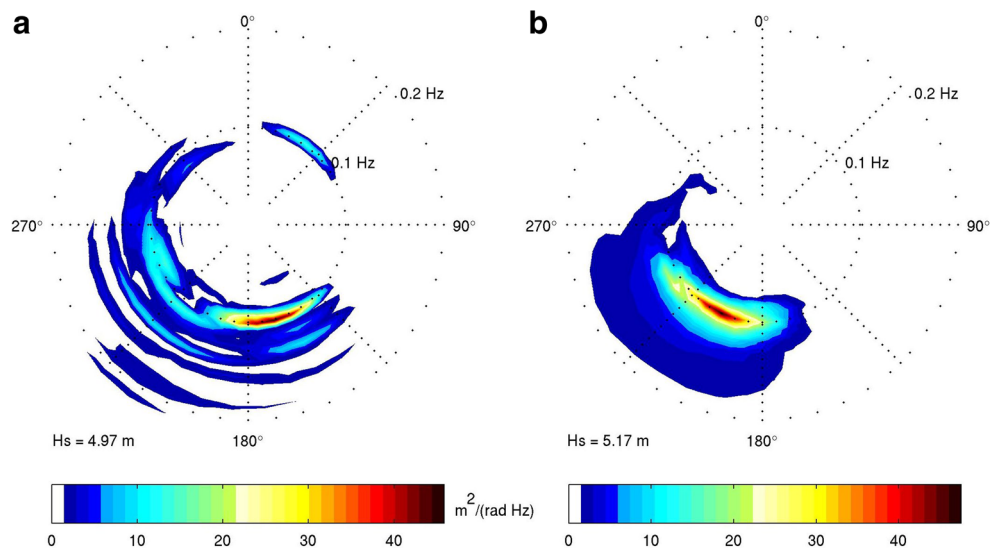 a
b
0°
0°
0.2 Hz
0.2 Hz
0.1 Hz
0.1 Hz
270°
90°
270°
90°
Hs = 4.97 m
180°
Hs = 5.17 m
180°
m²/(rad Hz)
0 10 20 30 40
0 10 20 30 40